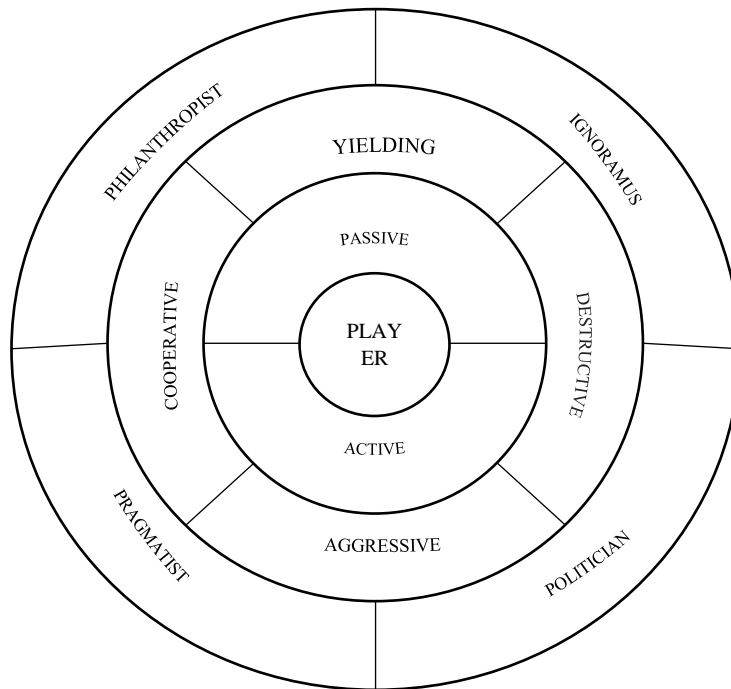 PHILANTHROPIST
IGNORAMUS
YIELDING
PASSIVE
COOPERATIVE
PLAY
ER
DESTRUCTIVE
ACTIVE
PRAGMATIST
AGGRESSIVE
POLITICIAN